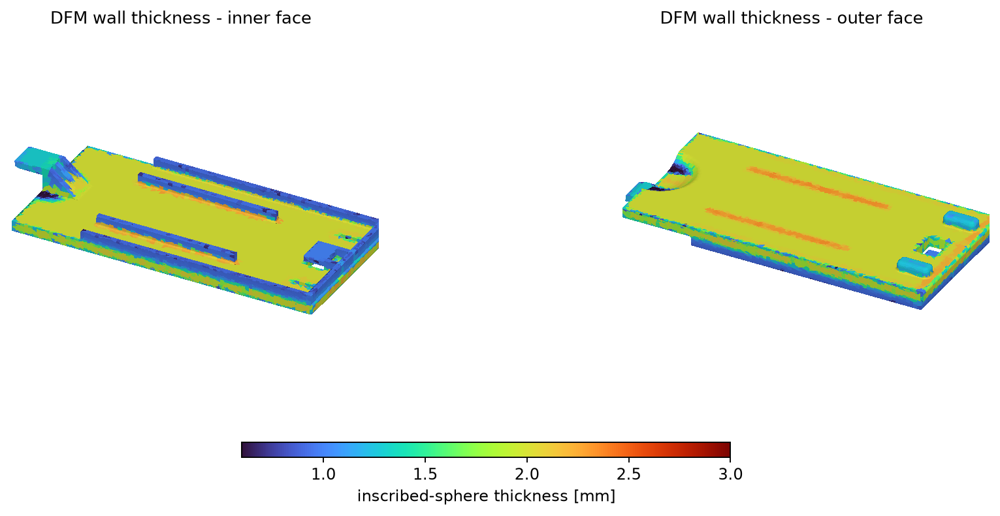 DFM wall thickness - inner face
DFM wall thickness - outer face
1.0 1.5 2.0 2.5 3.0
inscribed-sphere thickness [mm]